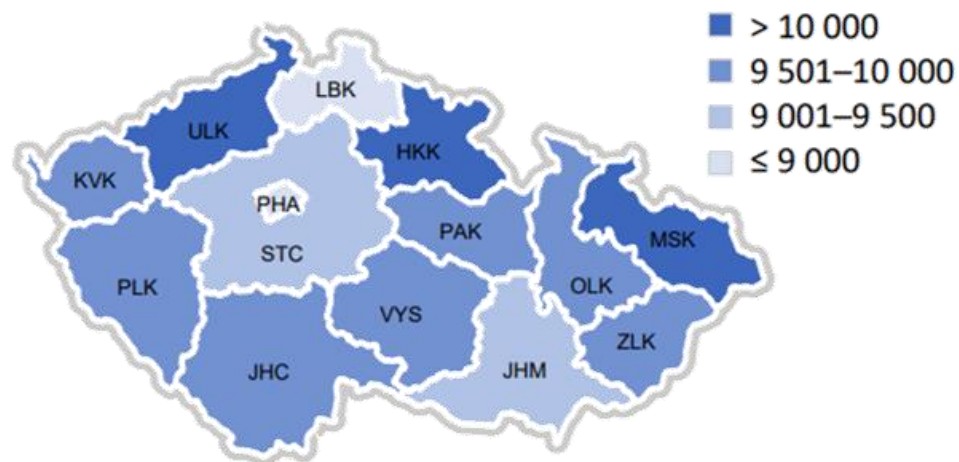 > 10 000
9 501–10 000
9 001–9 500
≤ 9 000
LBK
ULK
HKK
KVK
PHA
PAK
MSK
STC
PLK
OLK
VYS
ZLK
JHC
JHM